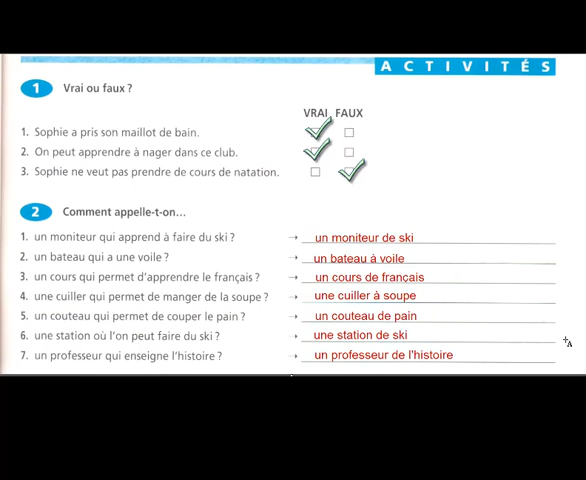 ACTIVITÉS
1 Vrai ou faux ?
VRAI FAUX
1. Sophie a pris son maillot de bain.
2. On peut apprendre à nager dans ce club.
3. Sophie ne veut pas prendre de cours de natation.
2 Comment appelle-t-on...
1. un moniteur qui apprend à faire du ski ? → un moniteur de ski
2. un bateau qui a une voile ? → un bateau à voile
3. un cours qui permet d'apprendre le français ? → un cours de français
4. une cuiller qui permet de manger de la soupe ? → une cuiller à soupe
5. un couteau qui permet de couper le pain ? → un couteau de pain
6. une station où l'on peut faire du ski ? → une station de ski
7. un professeur qui enseigne l'histoire ? → un professeur de l'histoire